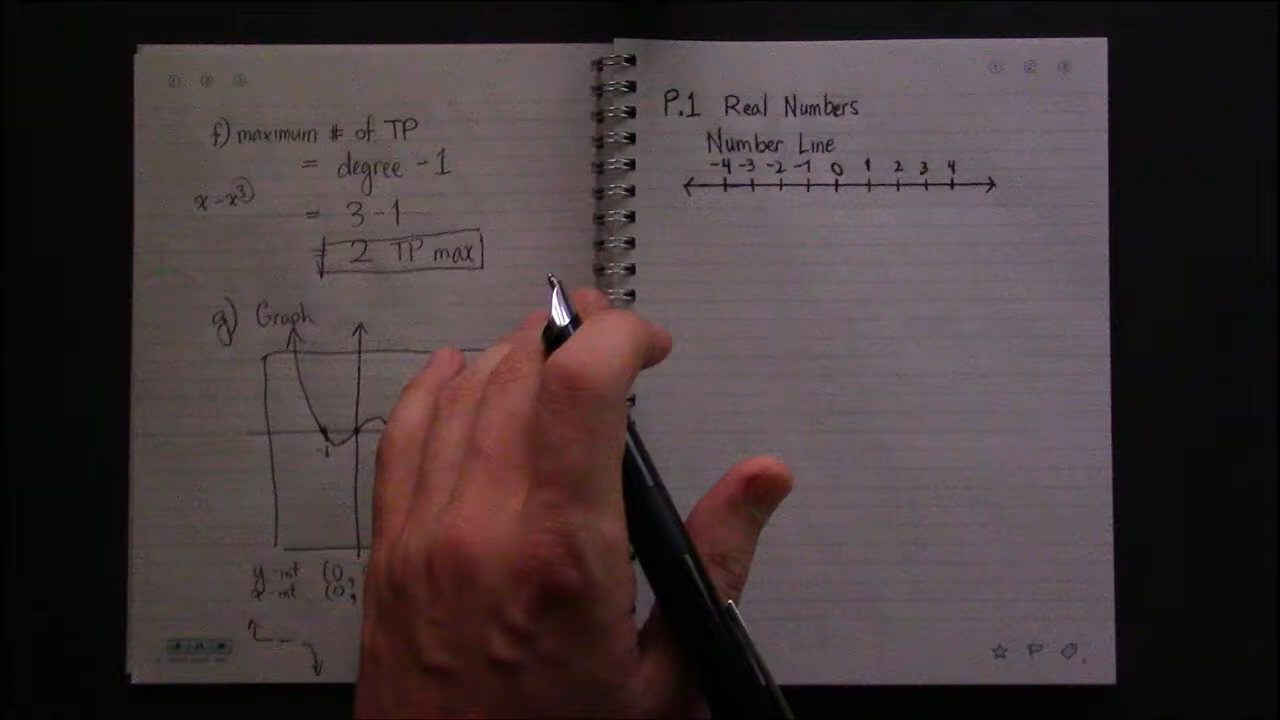 f) maximum # of TP
= degree -1
x - x³
= 3 - 1
= 2 TP max
g) Graph
-1
y-int (0,
x-int (0,
P.1 Real Numbers
Number Line
-4 -3 -2 -1 0 1 2 3 4